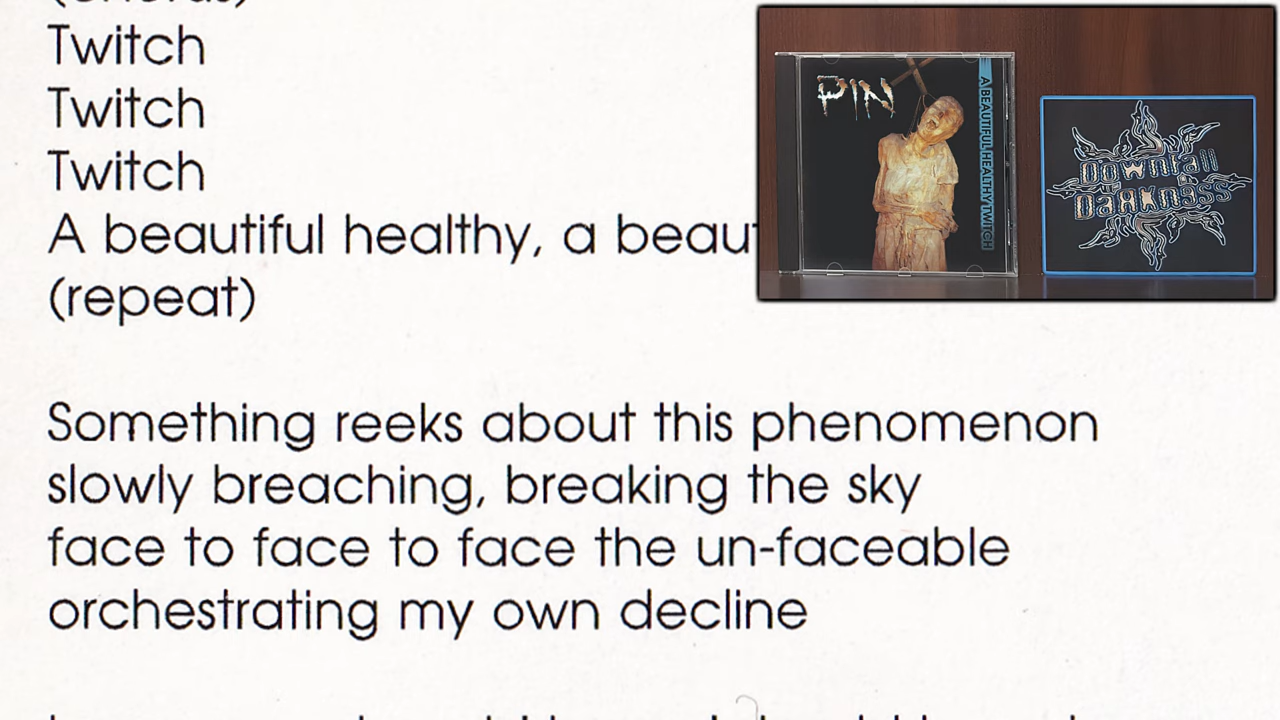 Twitch
Twitch
Twitch
A beautiful healthy, a beaut
(repeat)
Something reeks about this phenomenon
slowly breaching, breaking the sky
face to face to face the un-faceable
orchestrating my own decline
PIN
A BEAUTIFUL HEALTHY TWITCH
Downfall
Darkness